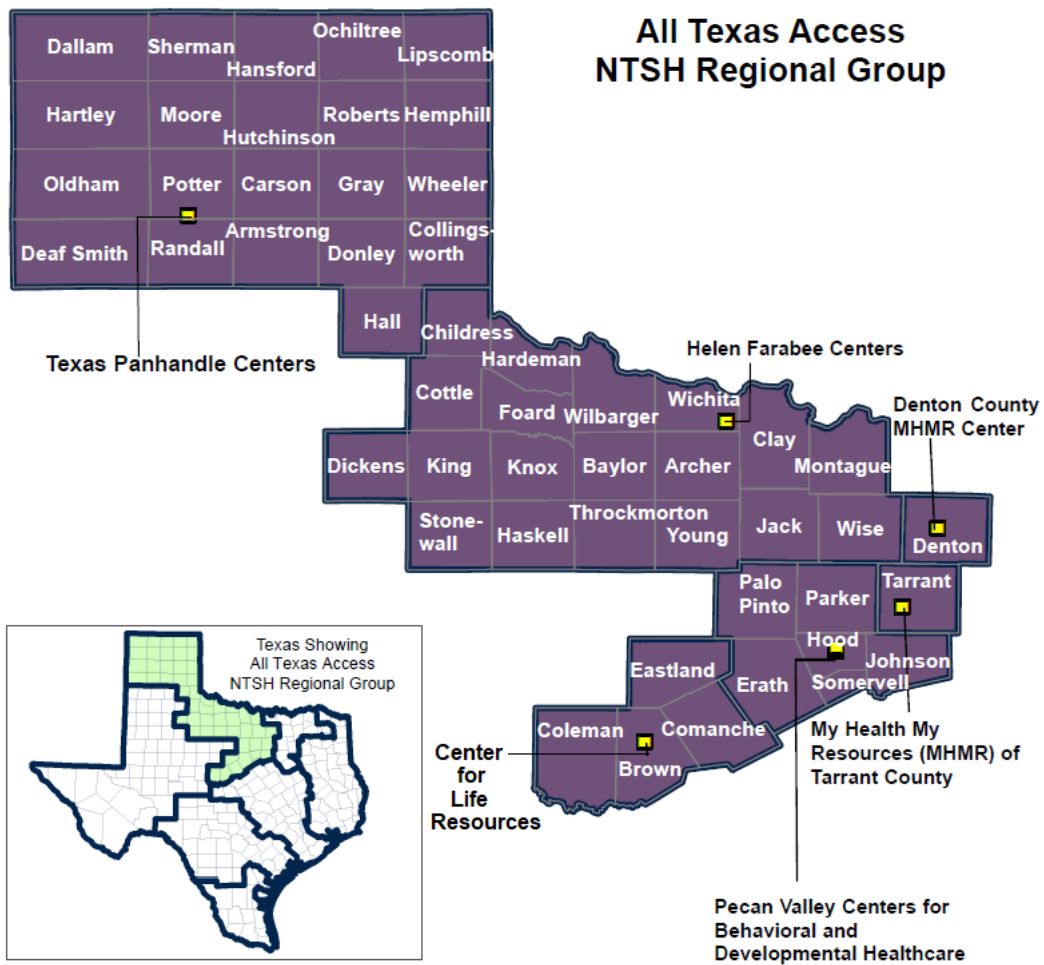 All Texas Access
NTSH Regional Group
Dallam
Sherman
Hansford
Ochiltree
Lipscomb
Hartley
Moore
Hutchinson
Roberts
Hemphill
Oldham
Potter
Carson
Gray
Wheeler
Deaf Smith
Randall
Armstrong
Donley
Collings-
worth
Hall
Childress
Texas Panhandle Centers
Hardeman
Helen Farabee Centers
Cottle
Foard
Wilbarger
Wichita
Clay
Montague
Denton County
MHMR Center
Dickens
King
Knox
Baylor
Archer
Stone-
wall
Haskell
Throckmorton
Young
Jack
Wise
Denton
Palo
Pinto
Parker
Tarrant
Hood
Johnson
Somervell
Eastland
Erath
Coleman
Comanche
Brown
Center
for
Life
Resources
My Health My
Resources (MHMR) of
Tarrant County
Pecan Valley Centers for
Behavioral and
Developmental Healthcare
Texas Showing
All Texas Access
NTSH Regional Group